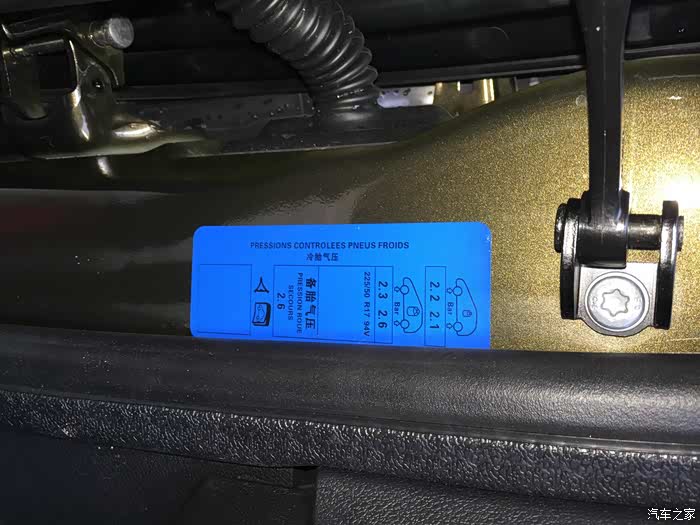 PRESSIONS CONTROLEES PNEUS FROIDS
冷胎气压
2.2 2.1
Bar
2.3 2.6
Bar
225/50 R17 94V
备胎气压
PRESSION ROUE
SECOURS
2.6
汽车之家